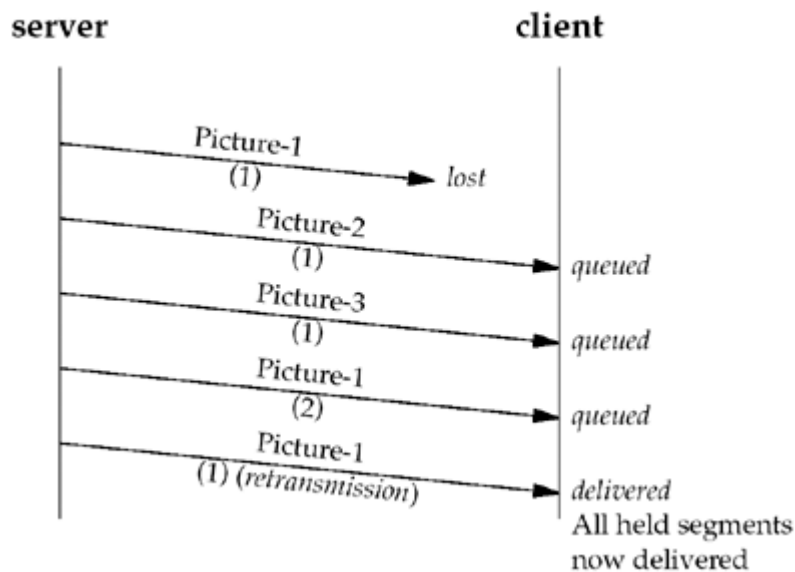 server
client
Picture-1
(1)
lost
Picture-2
(1)
queued
Picture-3
(1)
queued
Picture-1
(2)
queued
Picture-1
(1) (retransmission)
delivered
All held segments
now delivered